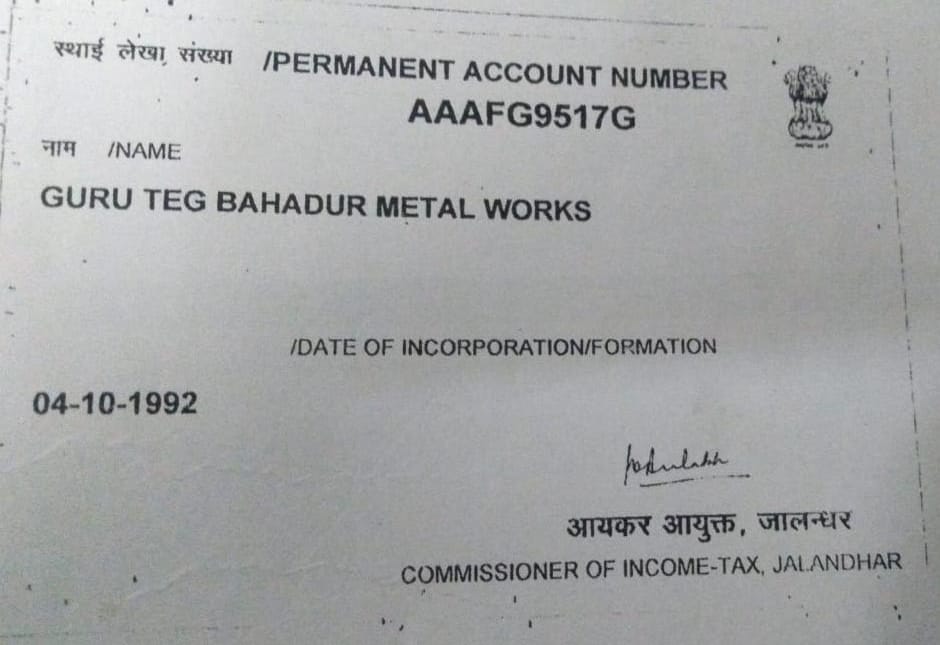 स्थाई लेखा संख्या /PERMANENT ACCOUNT NUMBER
AAAFG9517G
नाम /NAME
GURU TEG BAHADUR METAL WORKS
/DATE OF INCORPORATION/FORMATION
04-10-1992
आयकर आयुक्त, जालन्धर
COMMISSIONER OF INCOME-TAX, JALANDHAR